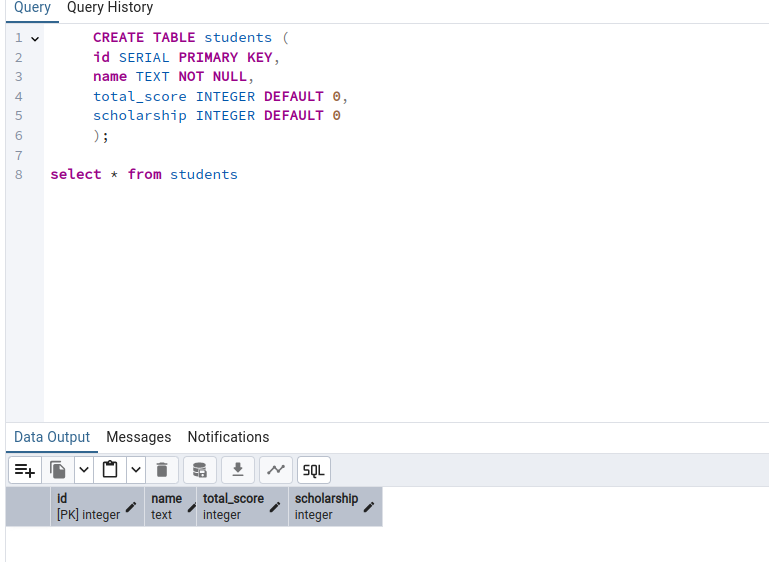 Query Query History
1 CREATE TABLE students (
2 id SERIAL PRIMARY KEY,
3 name TEXT NOT NULL,
4 total_score INTEGER DEFAULT 0,
5 scholarship INTEGER DEFAULT 0
6 );
7
8 select * from students
Data Output Messages Notifications
SQL
id name total_score scholarship
[PK] integer text integer integer